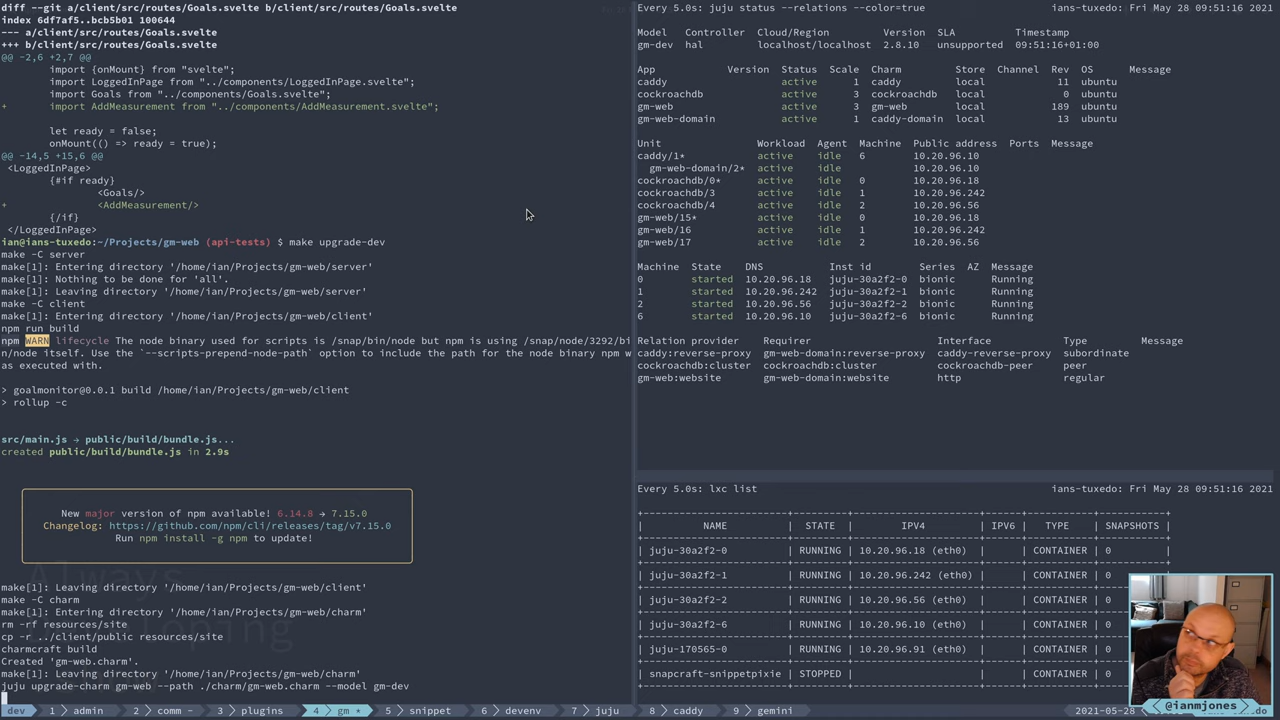 diff --git a/client/src/routes/Goals.svelte b/client/src/routes/Goals.svelte
index 6df7af5..bcb5b01 100644
--- a/client/src/routes/Goals.svelte
+++ b/client/src/routes/Goals.svelte
@@ -2,6 +2,7 @@
import {onMount} from "svelte";
import LoggedInPage from "../components/LoggedInPage.svelte";
import Goals from "../components/Goals.svelte";
+ import AddMeasurement from "../components/AddMeasurement.svelte";
let ready = false;
onMount(() => ready = true);
@@ -14,5 +15,6 @@
<LoggedInPage>
{#if ready}
<Goals/>
+ <AddMeasurement/>
{/if}
</LoggedInPage>
ian@ians-tuxedo:~/Projects/gm-web (api-tests) $ make upgrade-dev
make -C server
make[1]: Entering directory '/home/ian/Projects/gm-web/server'
make[1]: Nothing to be done for 'all'.
make[1]: Leaving directory '/home/ian/Projects/gm-web/server'
make -C client
make[1]: Entering directory '/home/ian/Projects/gm-web/client'
npm run build
npm WARN lifecycle The node binary used for scripts is /snap/bin/node but npm is using /snap/node/3292/bi
n/node itself. Use the `--scripts-prepend-node-path` option to include the path for the node binary npm w
as executed with.
> goalmonitor@0.0.1 build /home/ian/Projects/gm-web/client
> rollup -c
src/main.js → public/build/bundle.js...
created public/build/bundle.js in 2.9s
New major version of npm available! 6.14.8 → 7.15.0
Changelog: https://github.com/npm/cli/releases/tag/v7.15.0
Run npm install -g npm to update!
make[1]: Leaving directory '/home/ian/Projects/gm-web/client'
make -C charm
make[1]: Entering directory '/home/ian/Projects/gm-web/charm'
rm -rf resources/site
cp -r ../client/public resources/site
charmcraft build
Created 'gm-web.charm'.
make[1]: Leaving directory '/home/ian/Projects/gm-web/charm'
juju upgrade-charm gm-web --path ./charm/gm-web.charm --model gm-dev
Every 5.0s: juju status --relations --color=true ians-tuxedo: Fri May 28 09:51:16 2021
Model Controller Cloud/Region Version SLA Timestamp
gm-dev hal localhost/localhost 2.8.10 unsupported 09:51:16+01:00
App Version Status Scale Charm Store Channel Rev OS Message
caddy active 1 caddy local 11 ubuntu
cockroachdb active 3 cockroachdb local 0 ubuntu
gm-web active 3 gm-web local 189 ubuntu
gm-web-domain active 1 caddy-domain local 13 ubuntu
Unit Workload Agent Machine Public address Ports Message
caddy/1* active idle 6 10.20.96.10
gm-web-domain/2* active idle 10.20.96.10
cockroachdb/0* active idle 0 10.20.96.18
cockroachdb/3 active idle 1 10.20.96.242
cockroachdb/4 active idle 2 10.20.96.56
gm-web/15* active idle 0 10.20.96.18
gm-web/16 active idle 1 10.20.96.242
gm-web/17 active idle 2 10.20.96.56
Machine State DNS Inst id Series AZ Message
0 started 10.20.96.18 juju-30a2f2-0 bionic Running
1 started 10.20.96.242 juju-30a2f2-1 bionic Running
2 started 10.20.96.56 juju-30a2f2-2 bionic Running
6 started 10.20.96.10 juju-30a2f2-6 bionic Running
Relation provider Requirer Interface Type Message
caddy:reverse-proxy gm-web-domain:reverse-proxy caddy-reverse-proxy subordinate
cockroachdb:cluster cockroachdb:cluster cockroachdb-peer peer
gm-web:website gm-web-domain:website http regular
Every 5.0s: lxc list ians-tuxedo: Fri May 28 09:51:16 2021
| NAME | STATE | IPV4 | IPV6 | TYPE | SNAPSHOTS |
| juju-30a2f2-0 | RUNNING | 10.20.96.18 (eth0) | | CONTAINER | 0 |
| juju-30a2f2-1 | RUNNING | 10.20.96.242 (eth0) | | CONTAINER | 0 |
| juju-30a2f2-2 | RUNNING | 10.20.96.56 (eth0) | | CONTAINER | 0
| juju-30a2f2-6 | RUNNING | 10.20.96.10 (eth0) | | CONTAINER | 0
| juju-170565-0 | RUNNING | 10.20.96.91 (eth0) | | CONTAINER | 0
| snapcraft-snippetpixie | STOPPED | | | CONTAINER | 0
dev 1 admin 2 comm - 3 plugins 4 gm * 5 snippet 6 devenv 7 juju 8 caddy 9 gemini 2021-05-28
@ianmjones